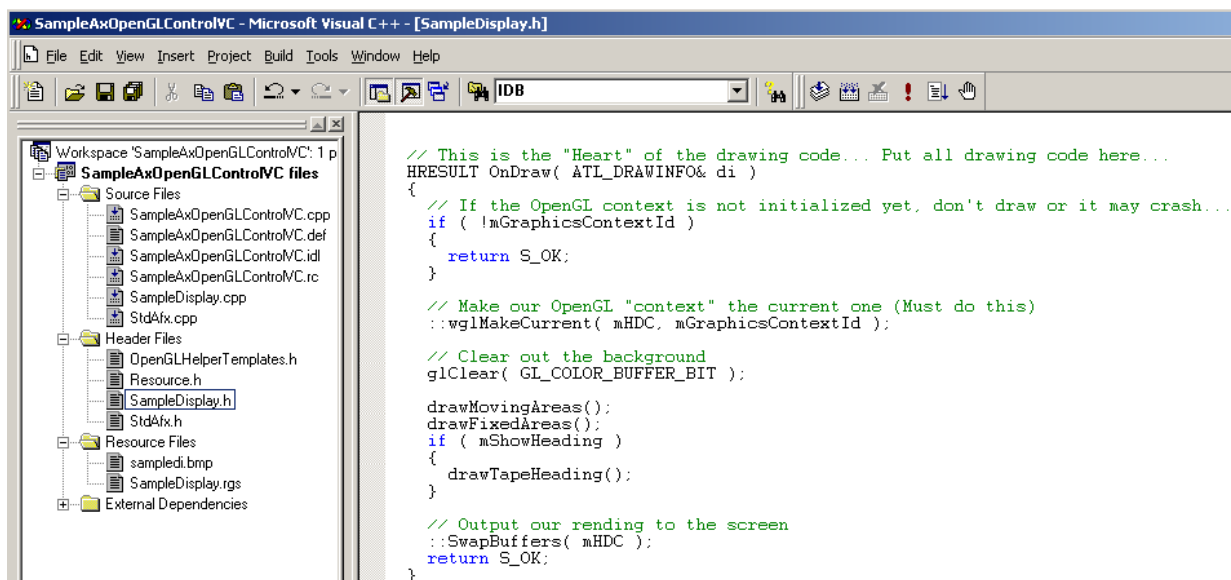 SampleAxOpenGLControlVC - Microsoft Visual C++ - [SampleDisplay.h]
File Edit View Insert Project Build Tools Window Help
IDB
Workspace 'SampleAxOpenGLControlVC': 1 p
SampleAxOpenGLControlVC files
Source Files
SampleAxOpenGLControlVC.cpp
SampleAxOpenGLControlVC.def
SampleAxOpenGLControlVC.idl
SampleAxOpenGLControlVC.rc
SampleDisplay.cpp
StdAfx.cpp
Header Files
OpenGLHelperTemplates.h
Resource.h
SampleDisplay.h
StdAfx.h
Resource Files
sampledi.bmp
SampleDisplay.rgs
External Dependencies
// This is the "Heart" of the drawing code... Put all drawing code here...
HRESULT OnDraw( ATL_DRAWINFO& di )
{
// If the OpenGL context is not initialized yet, don't draw or it may crash...
if ( !mGraphicsContextId )
{
return S_OK;
}
// Make our OpenGL "context" the current one (Must do this)
::wglMakeCurrent( mHDC, mGraphicsContextId );
// Clear out the background
glClear( GL_COLOR_BUFFER_BIT );
drawMovingAreas();
drawFixedAreas();
if ( mShowHeading )
{
drawTapeHeading();
}
// Output our rending to the screen
::SwapBuffers( mHDC );
return S_OK;
}